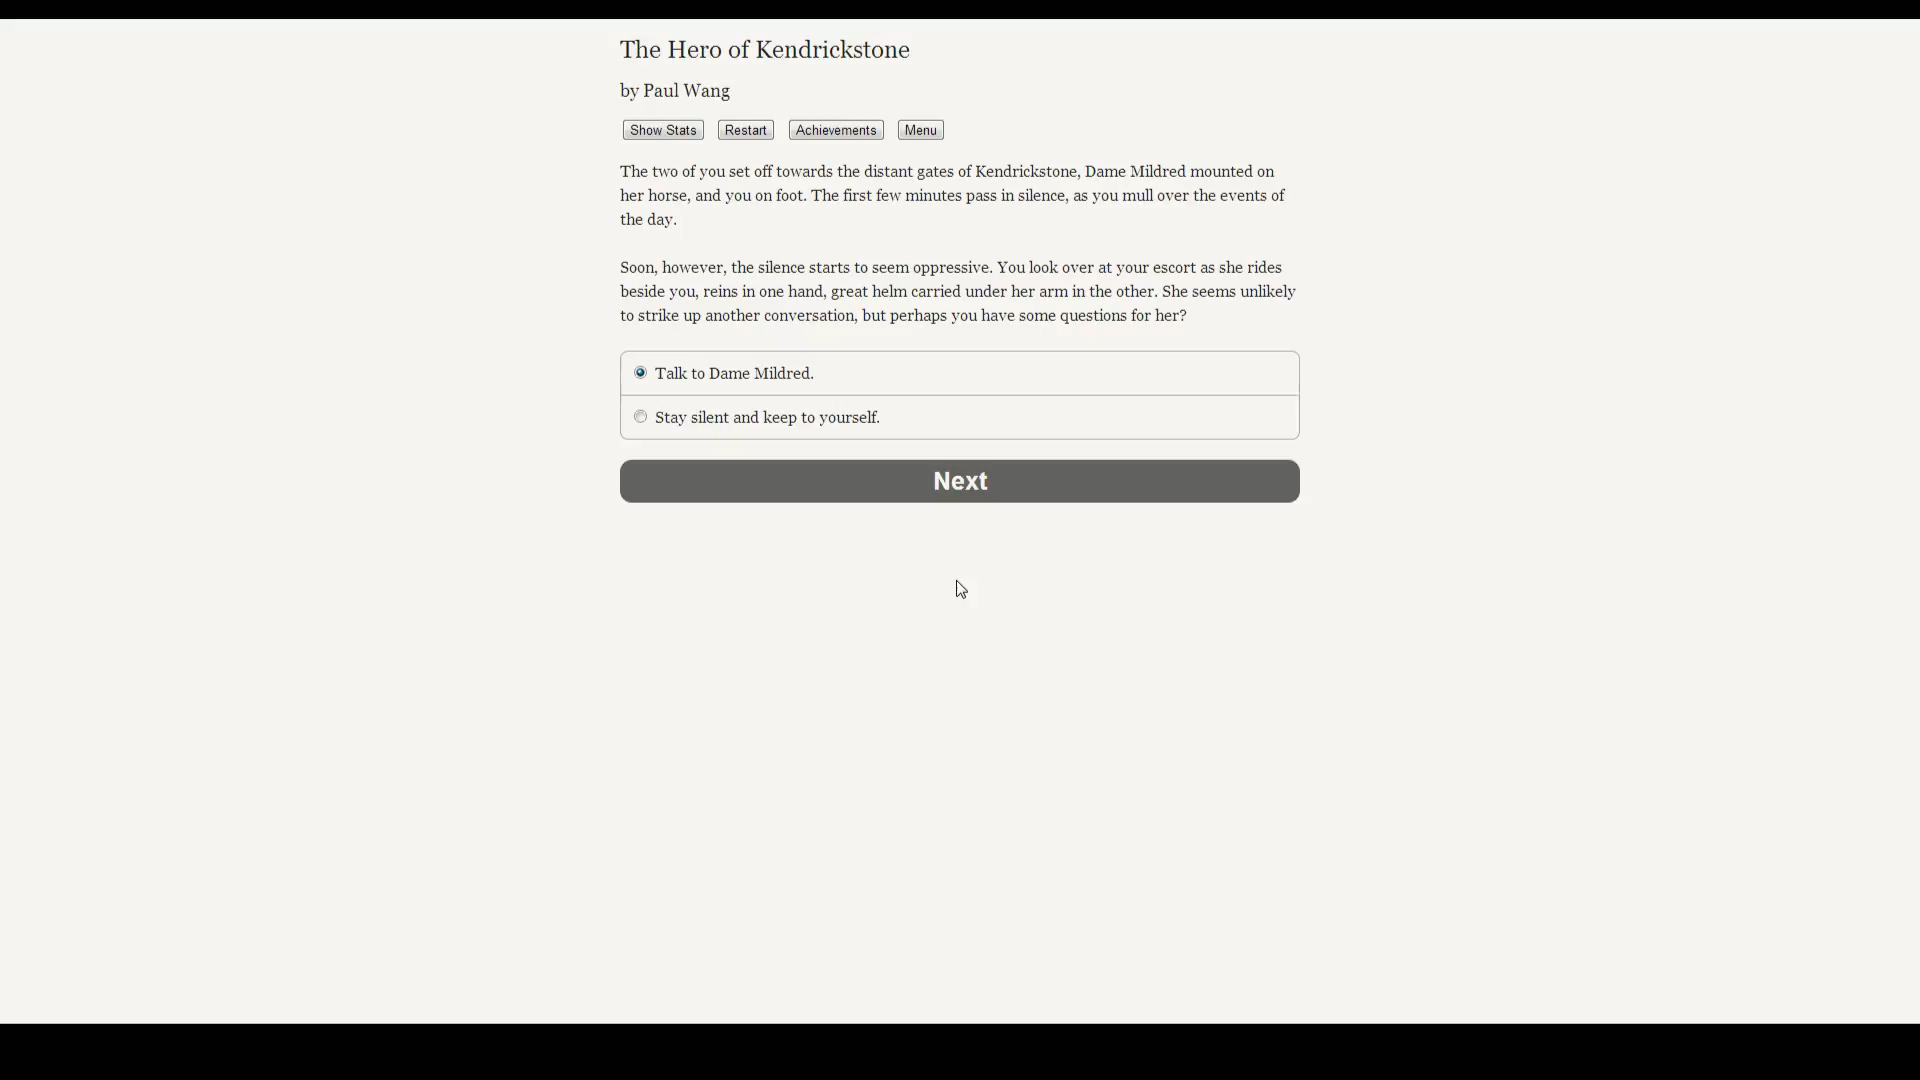 The Hero of Kendrickstone
by Paul Wang
Show Stats Restart Achievements Menu
The two of you set off towards the distant gates of Kendrickstone, Dame Mildred mounted on
her horse, and you on foot. The first few minutes pass in silence, as you mull over the events of
the day.
Soon, however, the silence starts to seem oppressive. You look over at your escort as she rides
beside you, reins in one hand, great helm carried under her arm in the other. She seems unlikely
to strike up another conversation, but perhaps you have some questions for her?
Talk to Dame Mildred.
Stay silent and keep to yourself.
Next